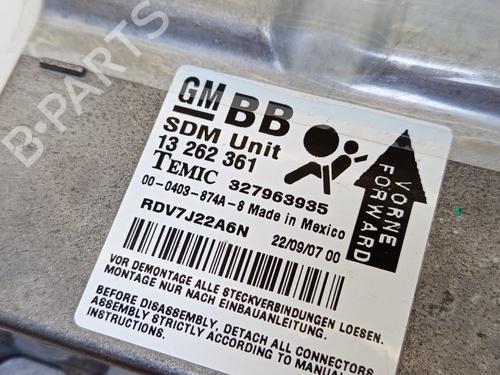 B-PARTS
GM BB
SDM Unit
13 262 361
TEMIC 327963935
00-0403-874A-8 Made in Mexico
RDV7J22A6N 22/09/07 00
VORNE
FORWARD
VOR DEMONTAGE ALLE STECKVERBINDUNGEN LOESEN.
MONTAGE NUR NACH EINBAUANLEITUNG.
BEFORE DISASSEMBLY, DETACH ALL CONNECTORS
ASSEMBLY STRICTLY ACCORDING TO MANUAL
INSTRUCTIONS.